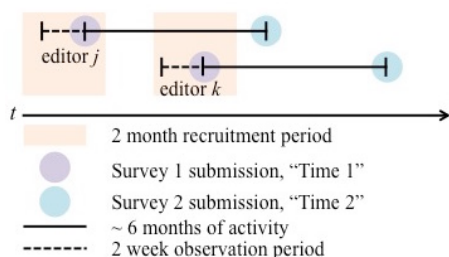 editor j
editor k
t
2 month recruitment period
Survey 1 submission, “Time 1”
Survey 2 submission, “Time 2”
~ 6 months of activity
2 week observation period